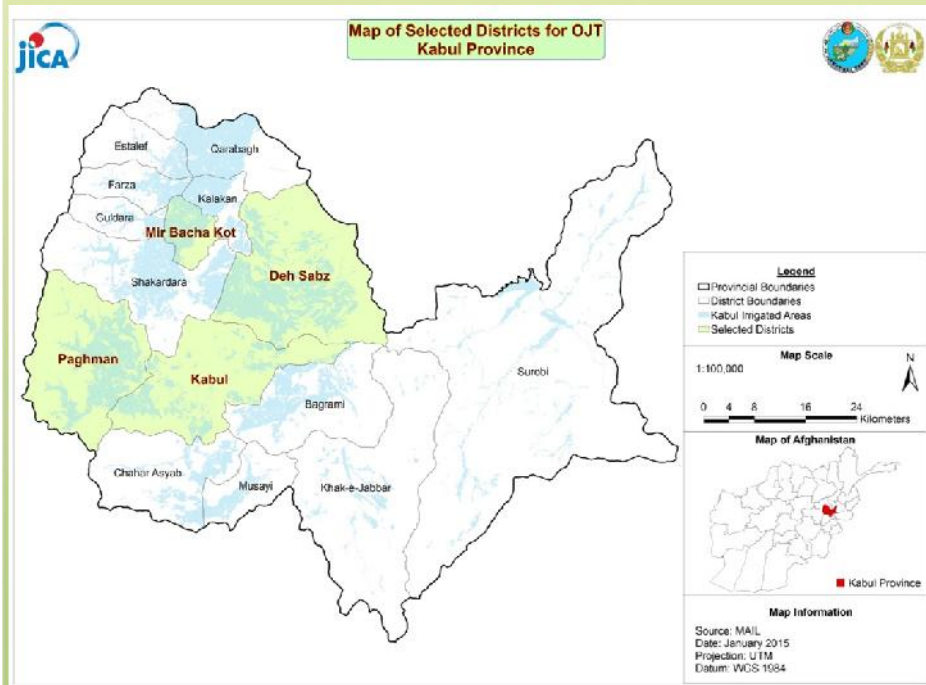 Map of Selected Districts for OJT
Kabul Province
jICA
Estalef
Qarabagh
Farza
Kalakan
Guldara
Mir Bacha Kot
Deh Sabz
Shakardara
Paghman
Kabul
Surobi
Bagrami
Chahar Asyab
Musayi
Khak-e-Jabbar
Legend
Provincial Boundaries
District Boundaries
Kabul Irrigated Areas
Selected Districts
Map Scale
1:100,000
N
0 4 8 16 24
Kilometers
Map of Afghanistan
Kabul Province
Map Information
Source: MAIL
Date: January 2015
Projection: UTM
Datum: WGS 1984